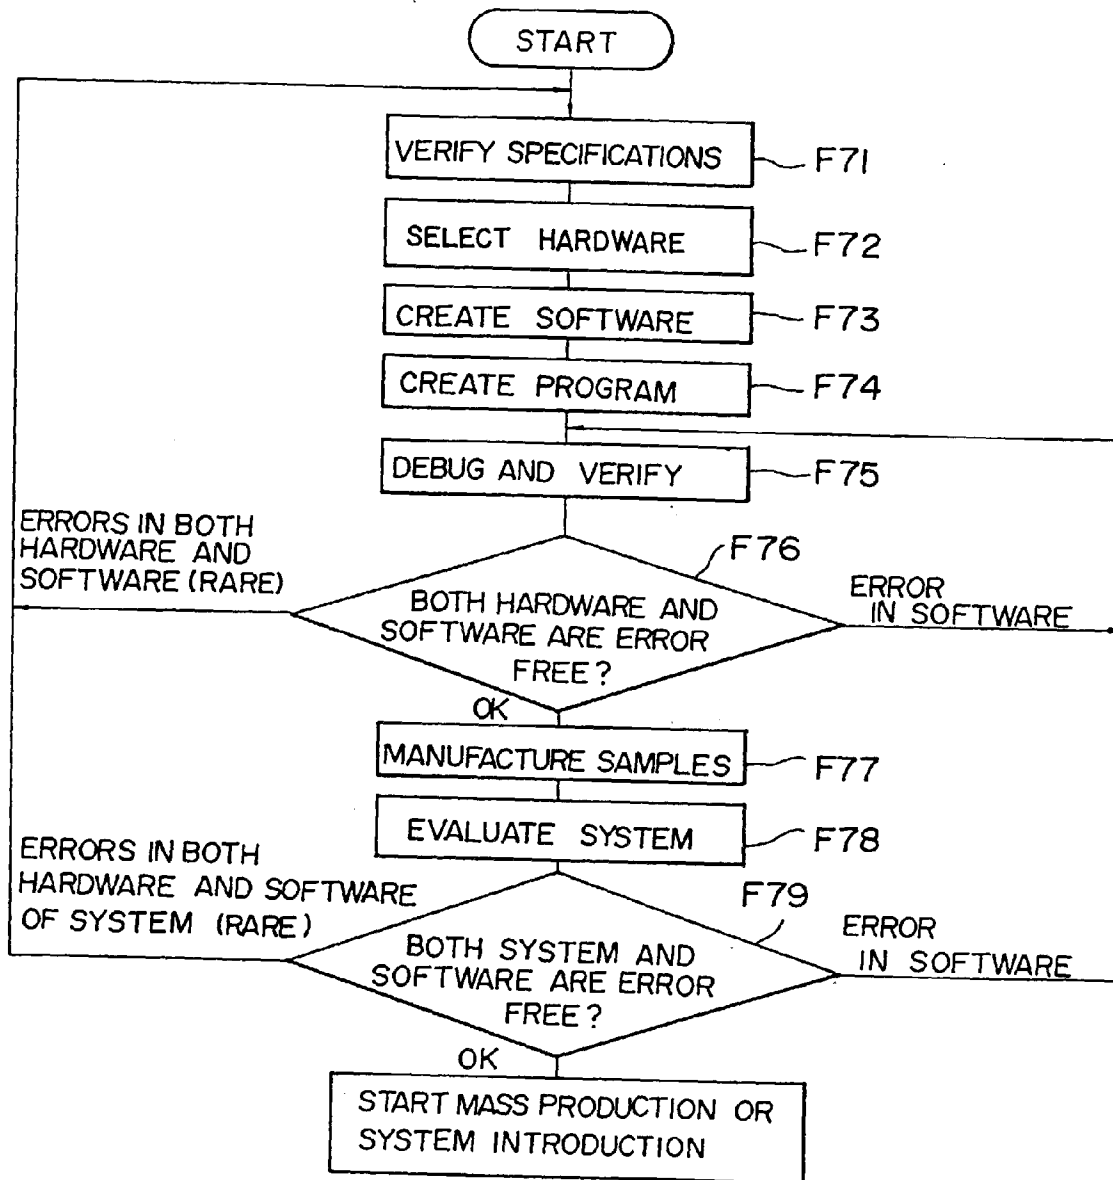 START
VERIFY SPECIFICATIONS
F71
SELECT HARDWARE
F72
CREATE SOFTWARE
F73
CREATE PROGRAM
F74
DEBUG AND VERIFY
F75
ERRORS IN BOTH
HARDWARE AND
SOFTWARE (RARE)
F76
BOTH HARDWARE AND
SOFTWARE ARE ERROR
FREE?
ERROR
IN SOFTWARE
OK
MANUFACTURE SAMPLES
F77
EVALUATE SYSTEM
F78
ERRORS IN BOTH
HARDWARE AND SOFTWARE
OF SYSTEM (RARE)
F79
BOTH SYSTEM AND
SOFTWARE ARE ERROR
FREE?
ERROR
IN SOFTWARE
OK
START MASS PRODUCTION OR
SYSTEM INTRODUCTION